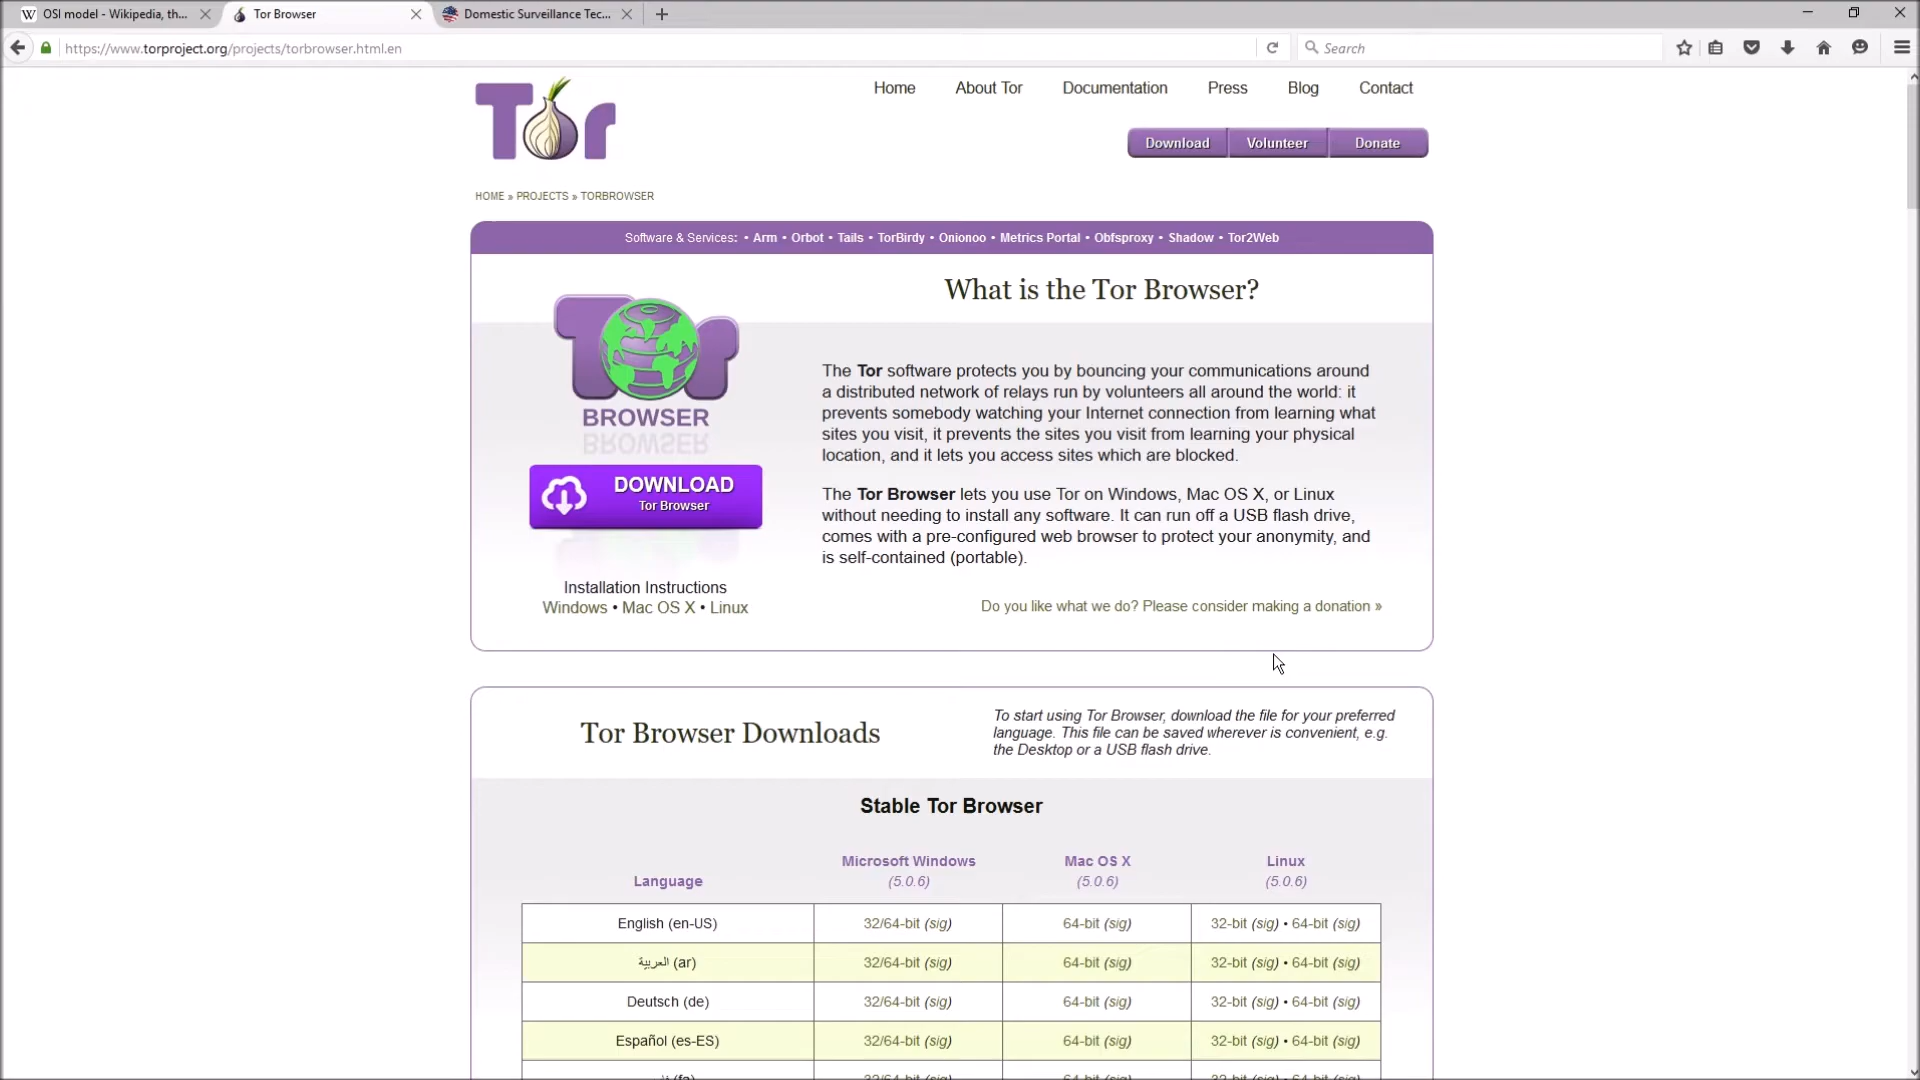 OSI model - Wikipedia, th...
Tor Browser
Domestic Surveillance Tec...
https://www.torproject.org/projects/torbrowser.html.en
Search
Tor
Home
About Tor
Documentation
Press
Blog
Contact
Download
Volunteer
Donate
HOME » PROJECTS » TORBROWSER
Software & Services: • Arm • Orbot • Tails • TorBirdy • Onionoo • Metrics Portal • Obfsproxy • Shadow • Tor2Web
Tor
BROWSER
DOWNLOAD
Tor Browser
Installation Instructions
Windows • Mac OS X • Linux
What is the Tor Browser?
The Tor software protects you by bouncing your communications around
a distributed network of relays run by volunteers all around the world: it
prevents somebody watching your Internet connection from learning what
sites you visit, it prevents the sites you visit from learning your physical
location, and it lets you access sites which are blocked.
The Tor Browser lets you use Tor on Windows, Mac OS X, or Linux
without needing to install any software. It can run off a USB flash drive,
comes with a pre-configured web browser to protect your anonymity, and
is self-contained (portable).
Do you like what we do? Please consider making a donation »
Tor Browser Downloads
To start using Tor Browser, download the file for your preferred
language. This file can be saved wherever is convenient, e.g.
the Desktop or a USB flash drive.
Stable Tor Browser
Language
Microsoft Windows
(5.0.6)
Mac OS X
(5.0.6)
Linux
(5.0.6)
English (en-US) 32/64-bit (sig) 64-bit (sig) 32-bit (sig) • 64-bit (sig)
العربية (ar) 32/64-bit (sig) 64-bit (sig) 32-bit (sig) • 64-bit (sig)
Deutsch (de) 32/64-bit (sig) 64-bit (sig) 32-bit (sig) • 64-bit (sig)
Español (es-ES) 32/64-bit (sig) 64-bit (sig) 32-bit (sig) • 64-bit (sig)